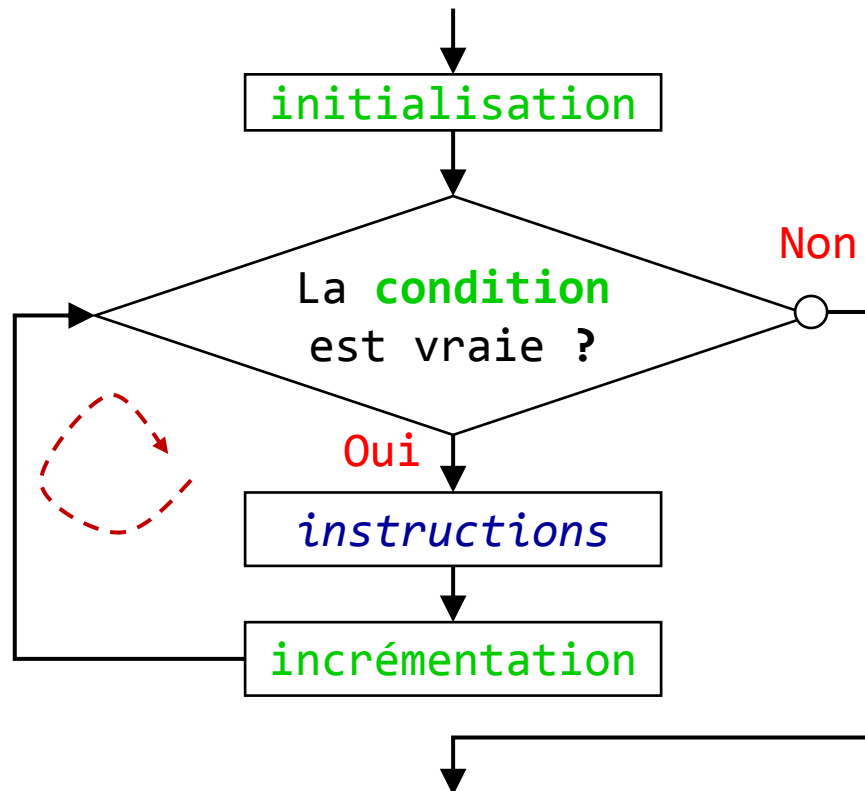 initialisation
Non
La condition
est vraie ?
Oui
instructions
incrémentation